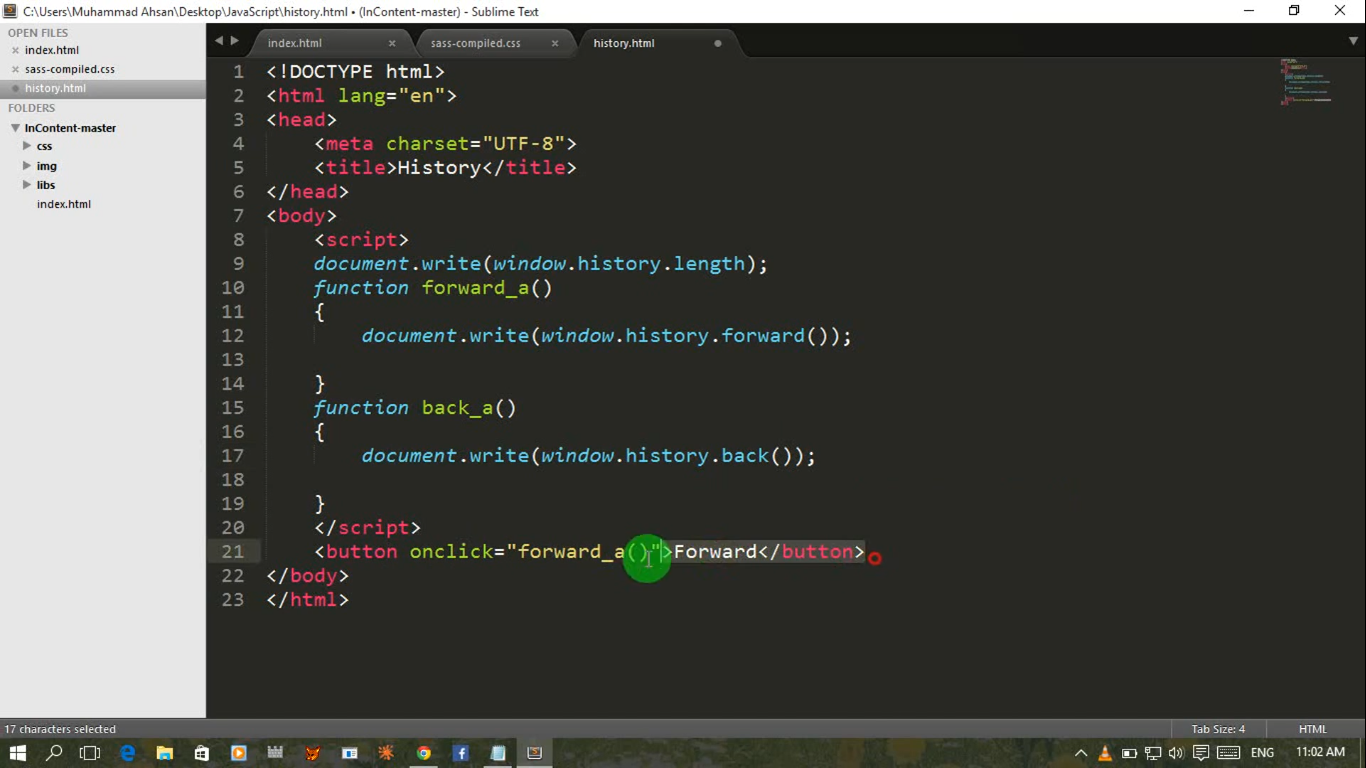 C:\Users\Muhammad Ahsan\Desktop\JavaScript\history.html • (InContent-master) - Sublime Text
OPEN FILES
index.html
sass-compiled.css
history.html
FOLDERS
InContent-master
css
img
libs
index.html
index.html
sass-compiled.css
history.html
1 <!DOCTYPE html>
2 <html lang="en">
3 <head>
4 <meta charset="UTF-8">
5 <title>History</title>
6 </head>
7 <body>
8 <script>
9 document.write(window.history.length);
10 function forward_a()
11 {
12 document.write(window.history.forward());
13
14 }
15 function back_a()
16 {
17 document.write(window.history.back());
18
19 }
20 </script>
21 <button onclick="forward_a()">Forward</button>
22 </body>
23 </html>
17 characters selected
Tab Size: 4
HTML
ENG
11:02 AM